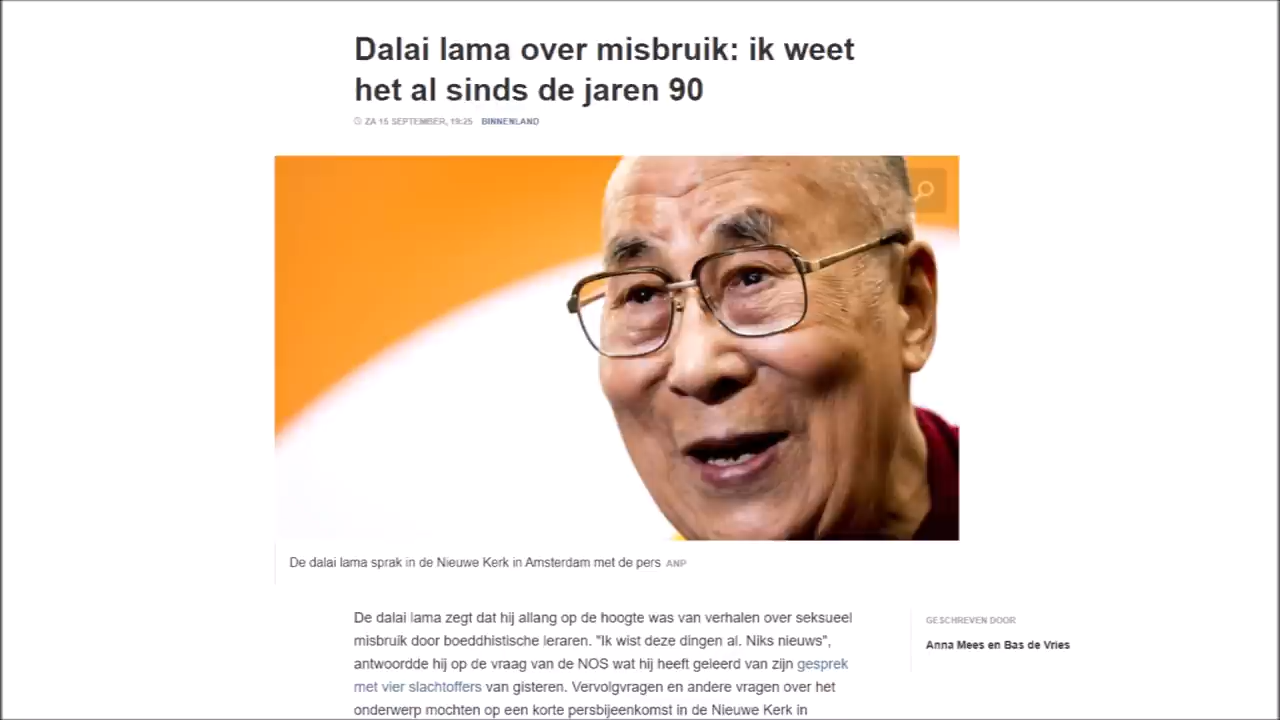 Dalai lama over misbruik: ik weet
het al sinds de jaren 90
ZA 15 SEPTEMBER, 19:25 BINNENLAND
De dalai lama sprak in de Nieuwe Kerk in Amsterdam met de pers ANP
De dalai lama zegt dat hij allang op de hoogte was van verhalen over seksueel
misbruik door boeddhistische leraren. "Ik wist deze dingen al. Niks nieuws",
antwoordde hij op de vraag van de NOS wat hij heeft geleerd van zijn gesprek
met vier slachtoffers van gisteren. Vervolgvragen en andere vragen over het
onderwerp mochten op een korte persbijeenkomst in de Nieuwe Kerk in
GESCHREVEN DOOR
Anna Mees en Bas de Vries